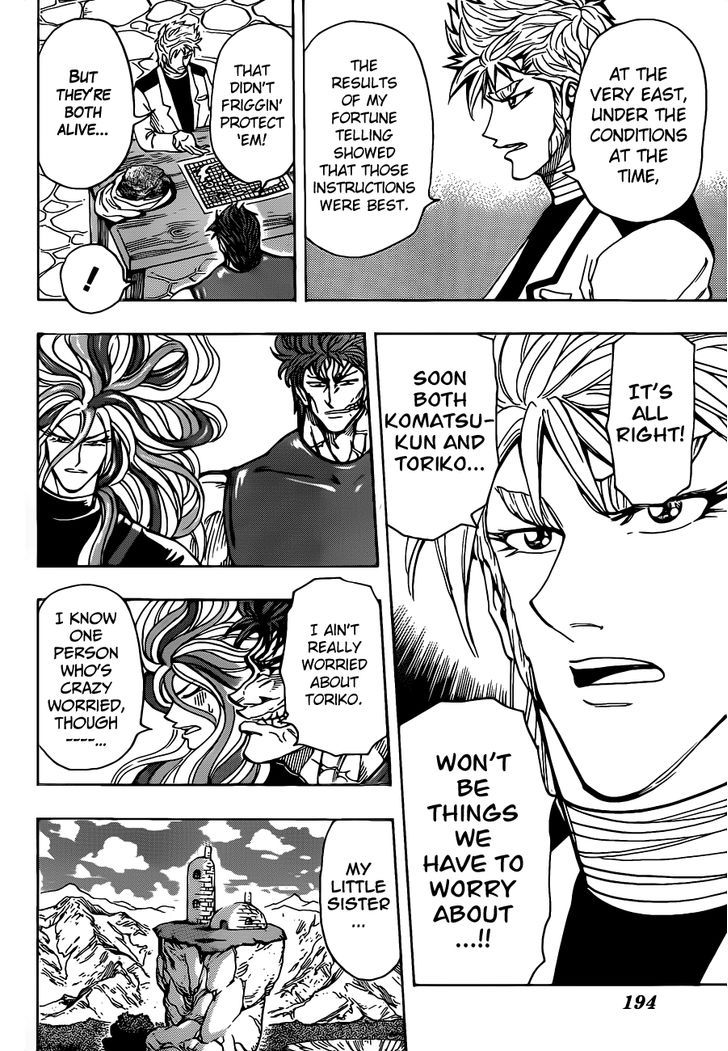 AT THE
VERY EAST,
UNDER THE
CONDITIONS
AT THE
TIME,
THE
RESULTS
OF MY
FORTUNE
TELLING
SHOWED
THAT THOSE
INSTRUCTIONS
WERE BEST.
THAT
DIDN'T
FRIGGIN'
PROTECT
'EM!
BUT
THEY'RE
BOTH
ALIVE...
!
IT'S
ALL
RIGHT!
SOON
BOTH
KOMATSU-
KUN AND
TORIKO...
WON'T
BE
THINGS
WE
HAVE TO
WORRY
ABOUT
...!!
I AIN'T
REALLY
WORRIED
ABOUT
TORIKO.
I KNOW
ONE
PERSON
WHO'S
CRAZY
WORRIED,
THOUGH
----...
MY
LITTLE
SISTER
...
194